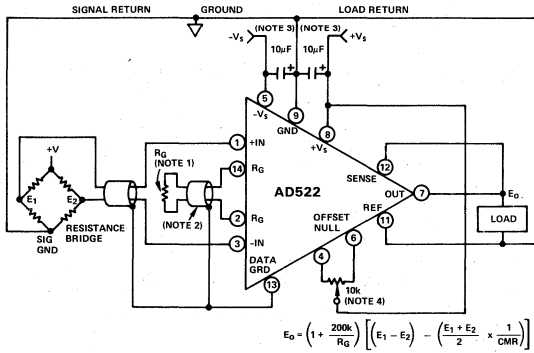 SIGNAL RETURN GROUND LOAD RETURN
(NOTE 3) (NOTE 3)
–Vs +Vs
10µF 10µF
+ +
5 9 8
–Vs GND +Vs
+V
E1 E2
SIG GND
RESISTANCE BRIDGE
RG (NOTE 1)
(NOTE 2)
1 +IN
14 RG
2 RG
3 –IN
DATA GRD
13
AD522
12 SENSE
OUT 7
REF 11
OFFSET NULL
4 6
10k (NOTE 4)
Eo
LOAD
Eo = (1 + 200k/RG) [(E1 – E2) – (E1 + E2/2 x 1/CMR)]